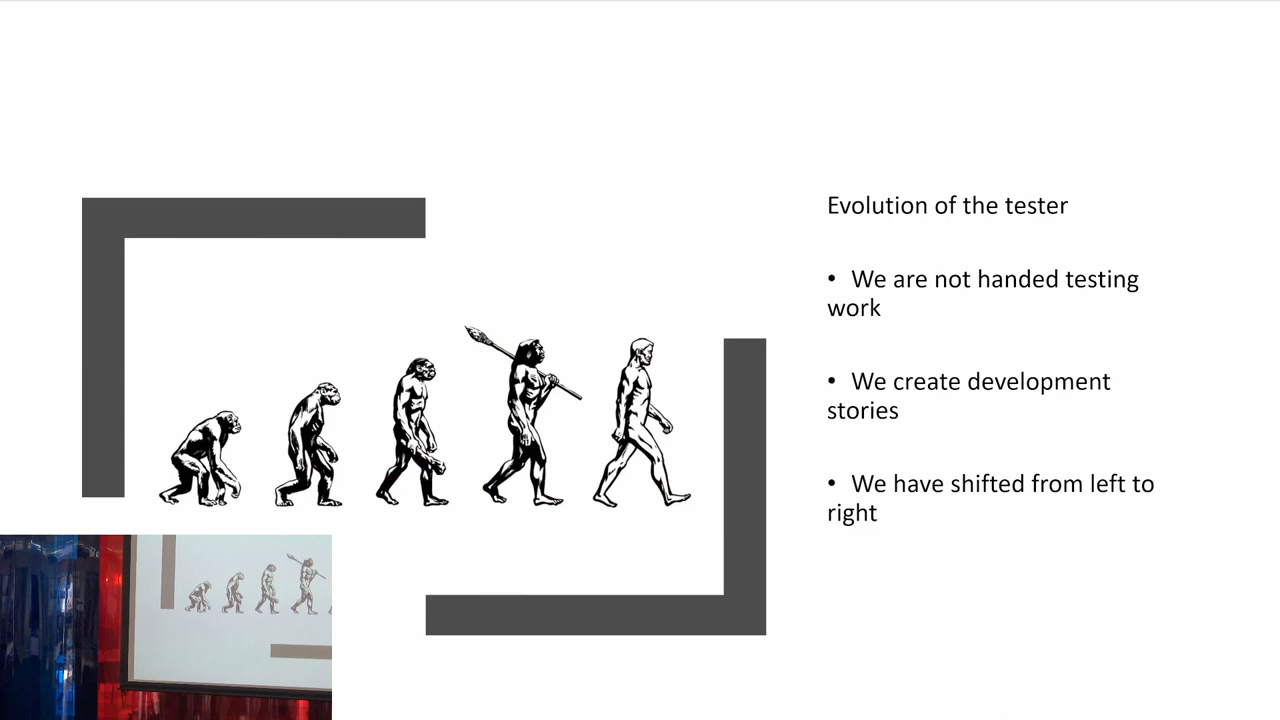 Evolution of the tester
• We are not handed testing
work
• We create development
stories
• We have shifted from left to
right